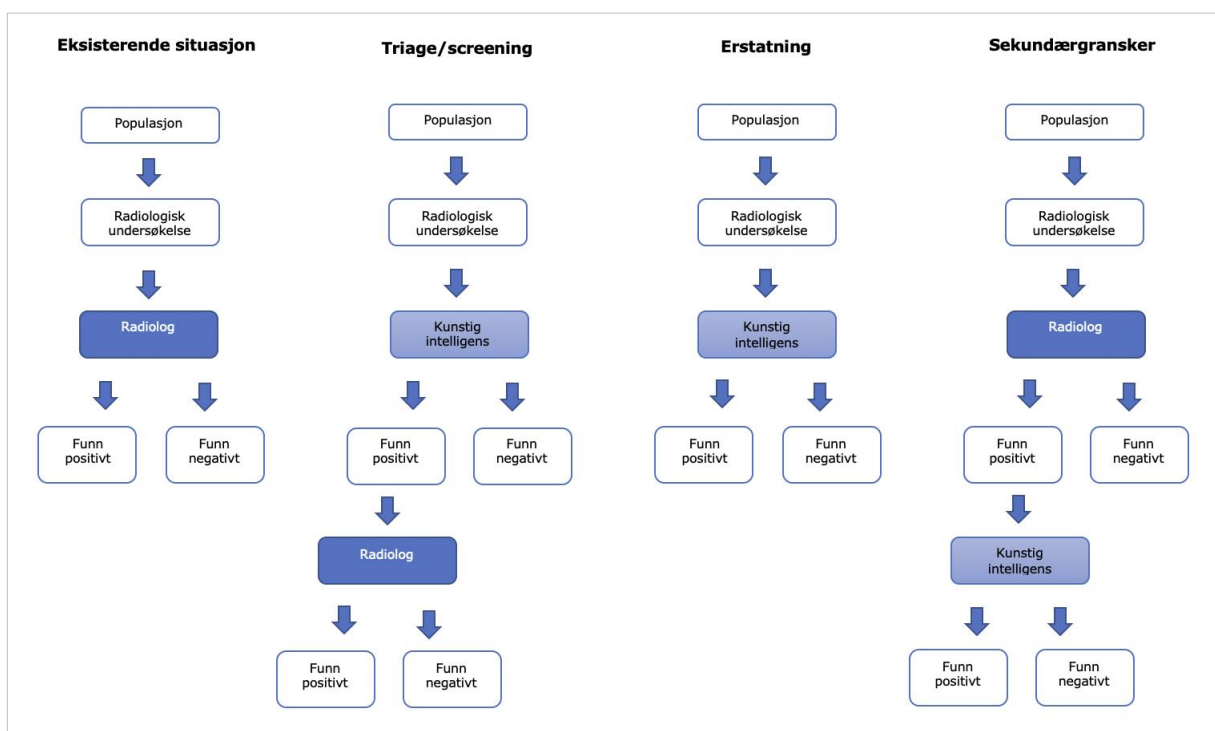 Eksisterende situasjon
Populasjon
Radiologisk
undersøkelse
Radiolog
Funn
positivt
Funn
negativt
Triage/screening
Populasjon
Radiologisk
undersøkelse
Kunstig
intelligens
Funn
positivt
Funn
negativt
Radiolog
Funn
positivt
Funn
negativt
Erstatning
Populasjon
Radiologisk
undersøkelse
Kunstig
intelligens
Funn
positivt
Funn
negativt
Sekundærgransker
Populasjon
Radiologisk
undersøkelse
Radiolog
Funn
positivt
Funn
negativt
Kunstig
intelligens
Funn
positivt
Funn
negativt